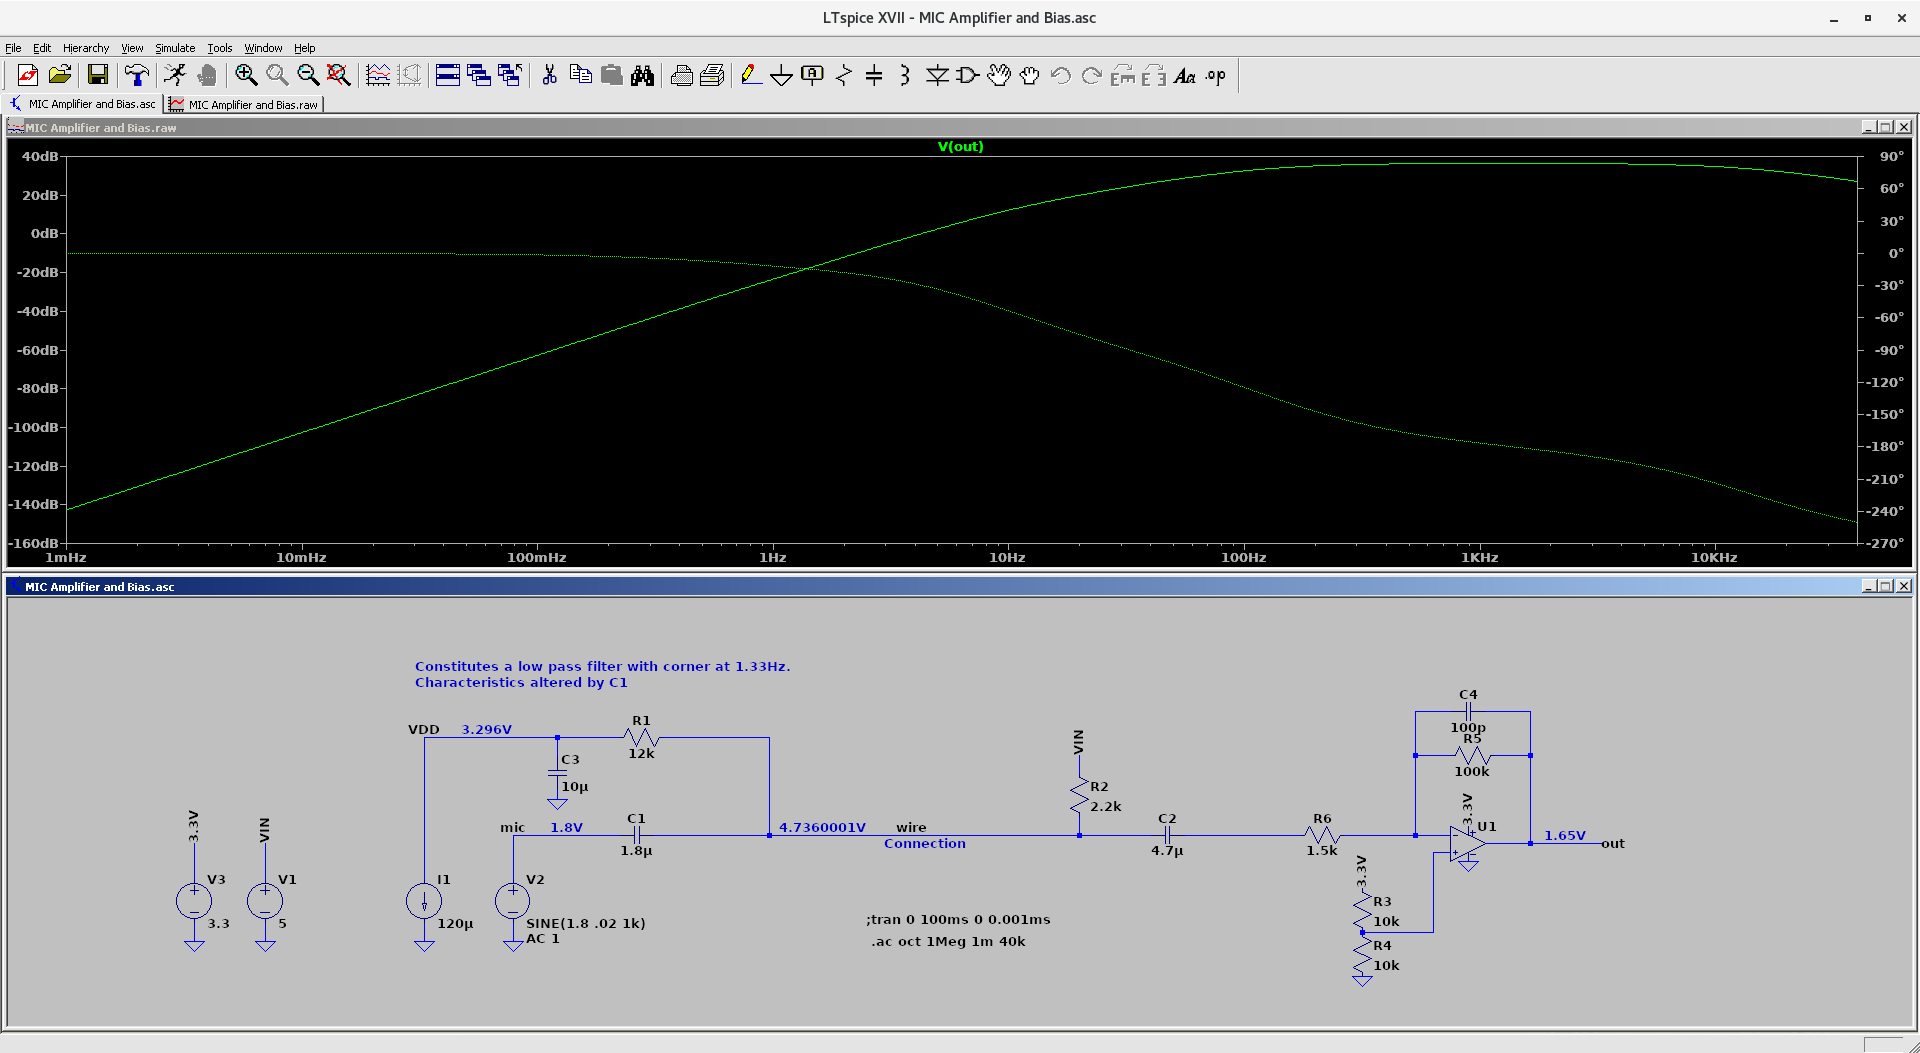 LTspice XVII - MIC Amplifier and Bias.asc
File Edit Hierarchy View Simulate Tools Window Help
MIC Amplifier and Bias.asc MIC Amplifier and Bias.raw
MIC Amplifier and Bias.raw
V(out)
40dB 90°
20dB 60°
30°
0dB 0°
-20dB -30°
-40dB -60°
-60dB -90°
-80dB -120°
-100dB -150°
-180°
-120dB -210°
-140dB -240°
-160dB -270°
1mHz 10mHz 100mHz 1Hz 10Hz 100Hz 1KHz 10KHz
MIC Amplifier and Bias.asc
Constitutes a low pass filter with corner at 1.33Hz.
Characteristics altered by C1
VDD 3.296V
R1
12k
C3
10µ
mic 1.8V
C1
1.8µ
4.7360001V wire
Connection
VIN
R2
2.2k
C2
4.7µ
R6
1.5k
C4
100p
R5
100k
3.3V
U1
1.65V out
3.3V
R3
10k
R4
10k
3.3V
V3
3.3
VIN
V1
5
I1
120µ
V2
SINE(1.8 .02 1k)
AC 1
;tran 0 100ms 0 0.001ms
.ac oct 1Meg 1m 40k